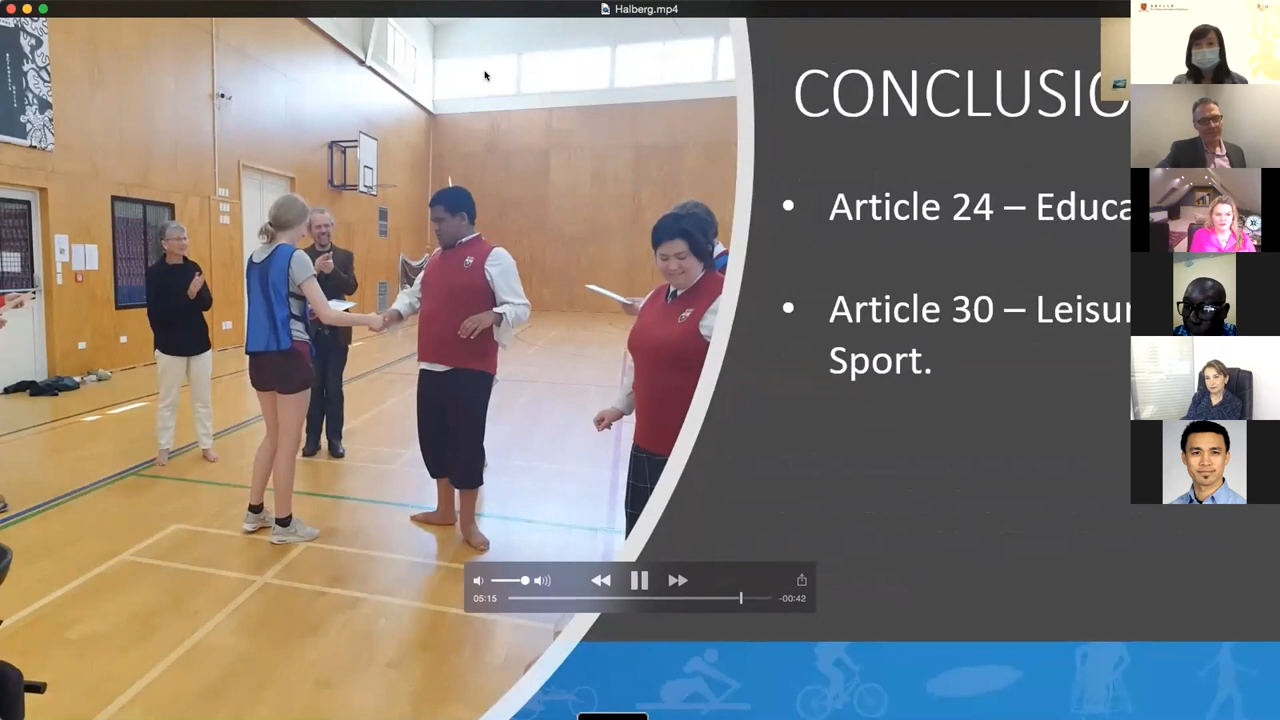 Halberg.mp4
CONCLUSIO
• Article 24 – Educa
• Article 30 – Leisur
Sport.
05:15
-00:42